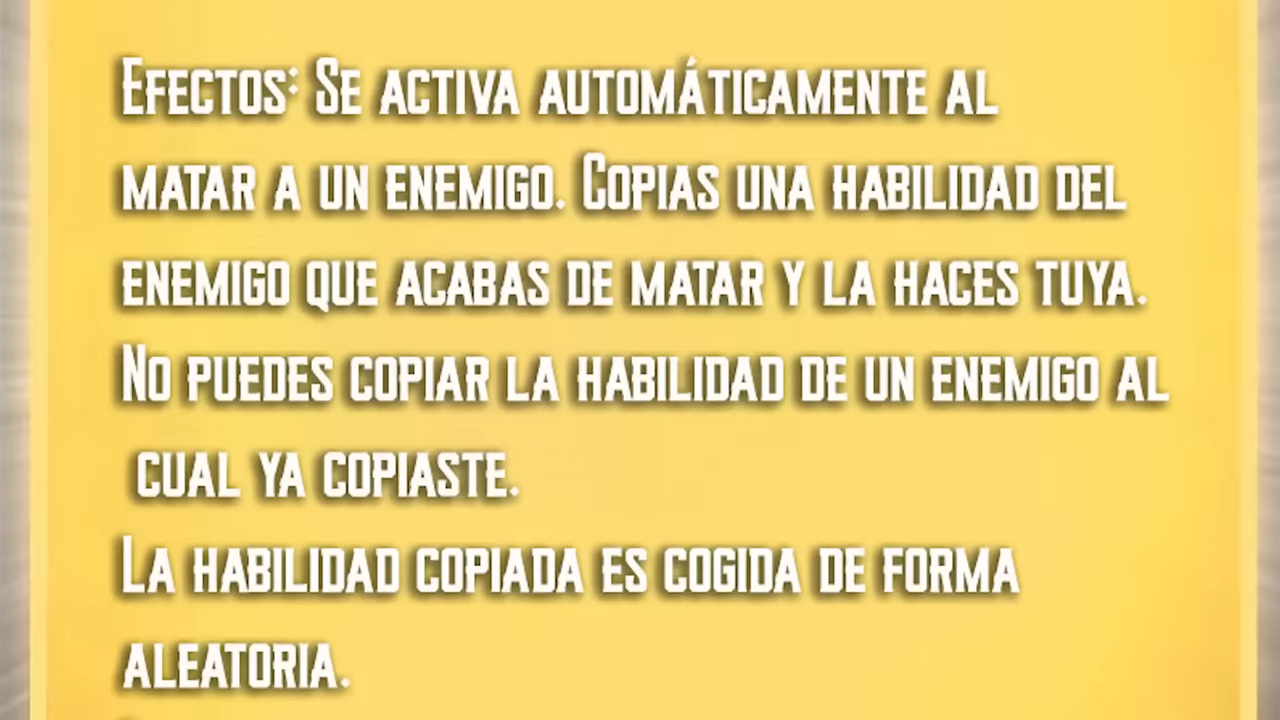 Efectos: Se activa automáticamente al
matar a un enemigo. Copias una habilidad del
enemigo que acabas de matar y la haces tuya.
No puedes copiar la habilidad de un enemigo al
cual ya copiaste.
La habilidad copiada es cogida de forma
aleatoria.